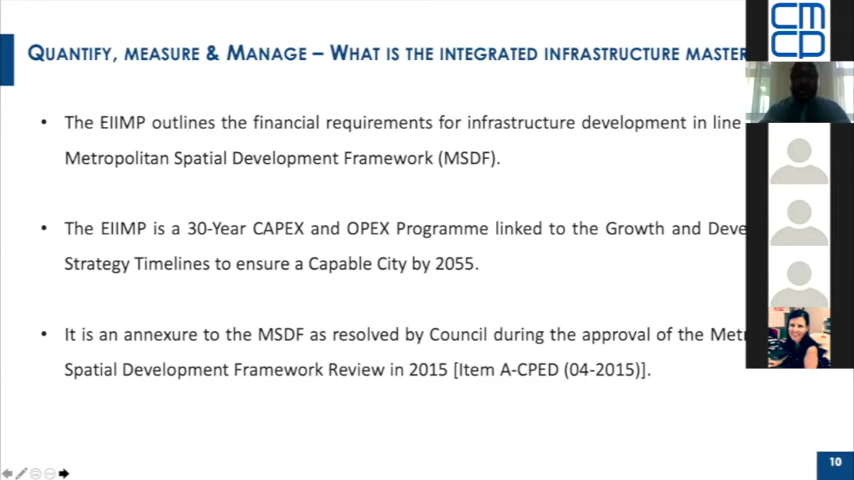 QUANTIFY, MEASURE & MANAGE – WHAT IS THE INTEGRATED INFRASTRUCTURE MASTER
• The EIIMP outlines the financial requirements for infrastructure development in line
Metropolitan Spatial Development Framework (MSDF).
• The EIIMP is a 30-Year CAPEX and OPEX Programme linked to the Growth and Deve
Strategy Timelines to ensure a Capable City by 2055.
• It is an annexure to the MSDF as resolved by Council during the approval of the Metr
Spatial Development Framework Review in 2015 [Item A-CPED (04-2015)].
10
cm
cp